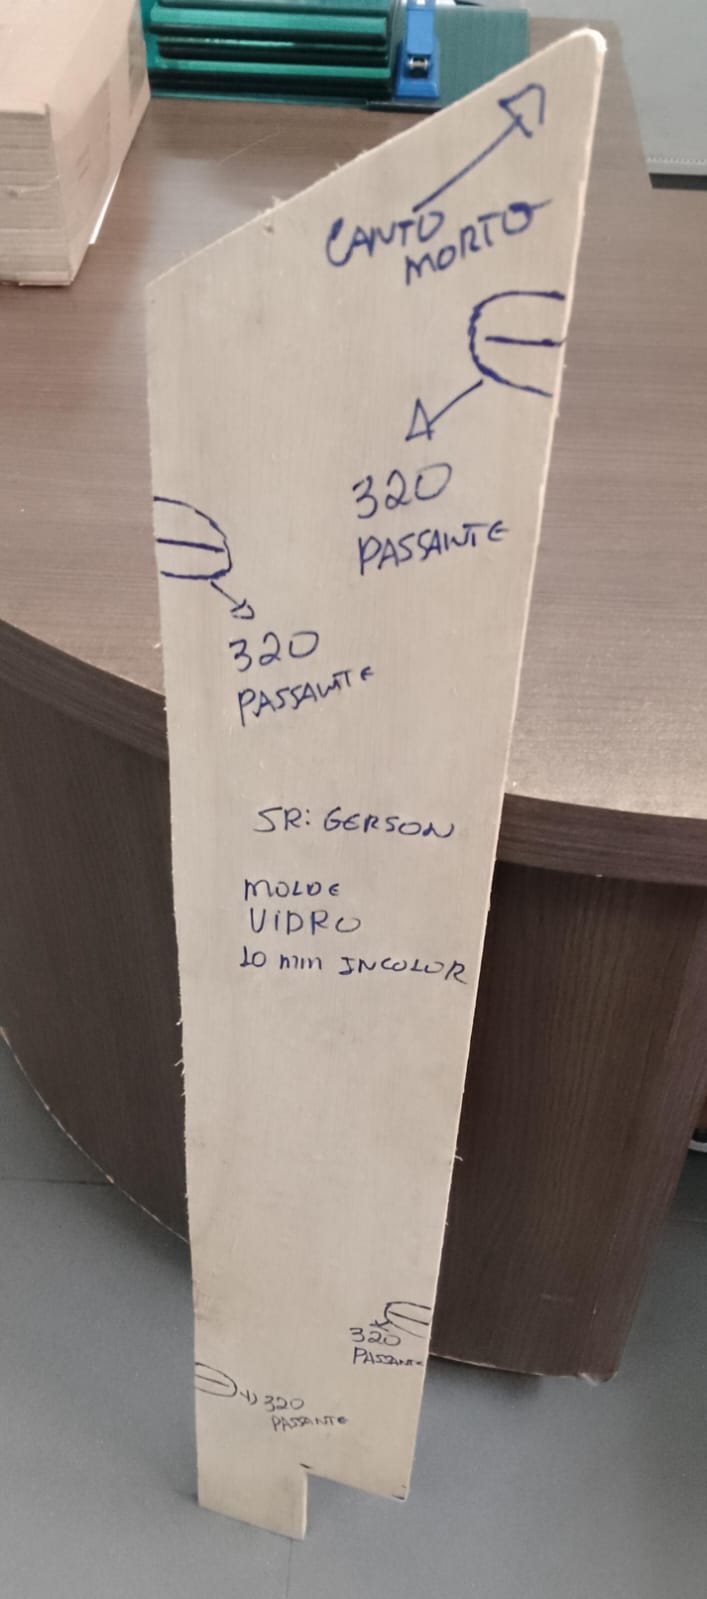 CANTO
MORTO
320
PASSANTE
320
PASSANTE
SR: GERSON
MOLDE
VIDRO
10 mm INCOLOR
320
PASSANTE
320
PASSANTE